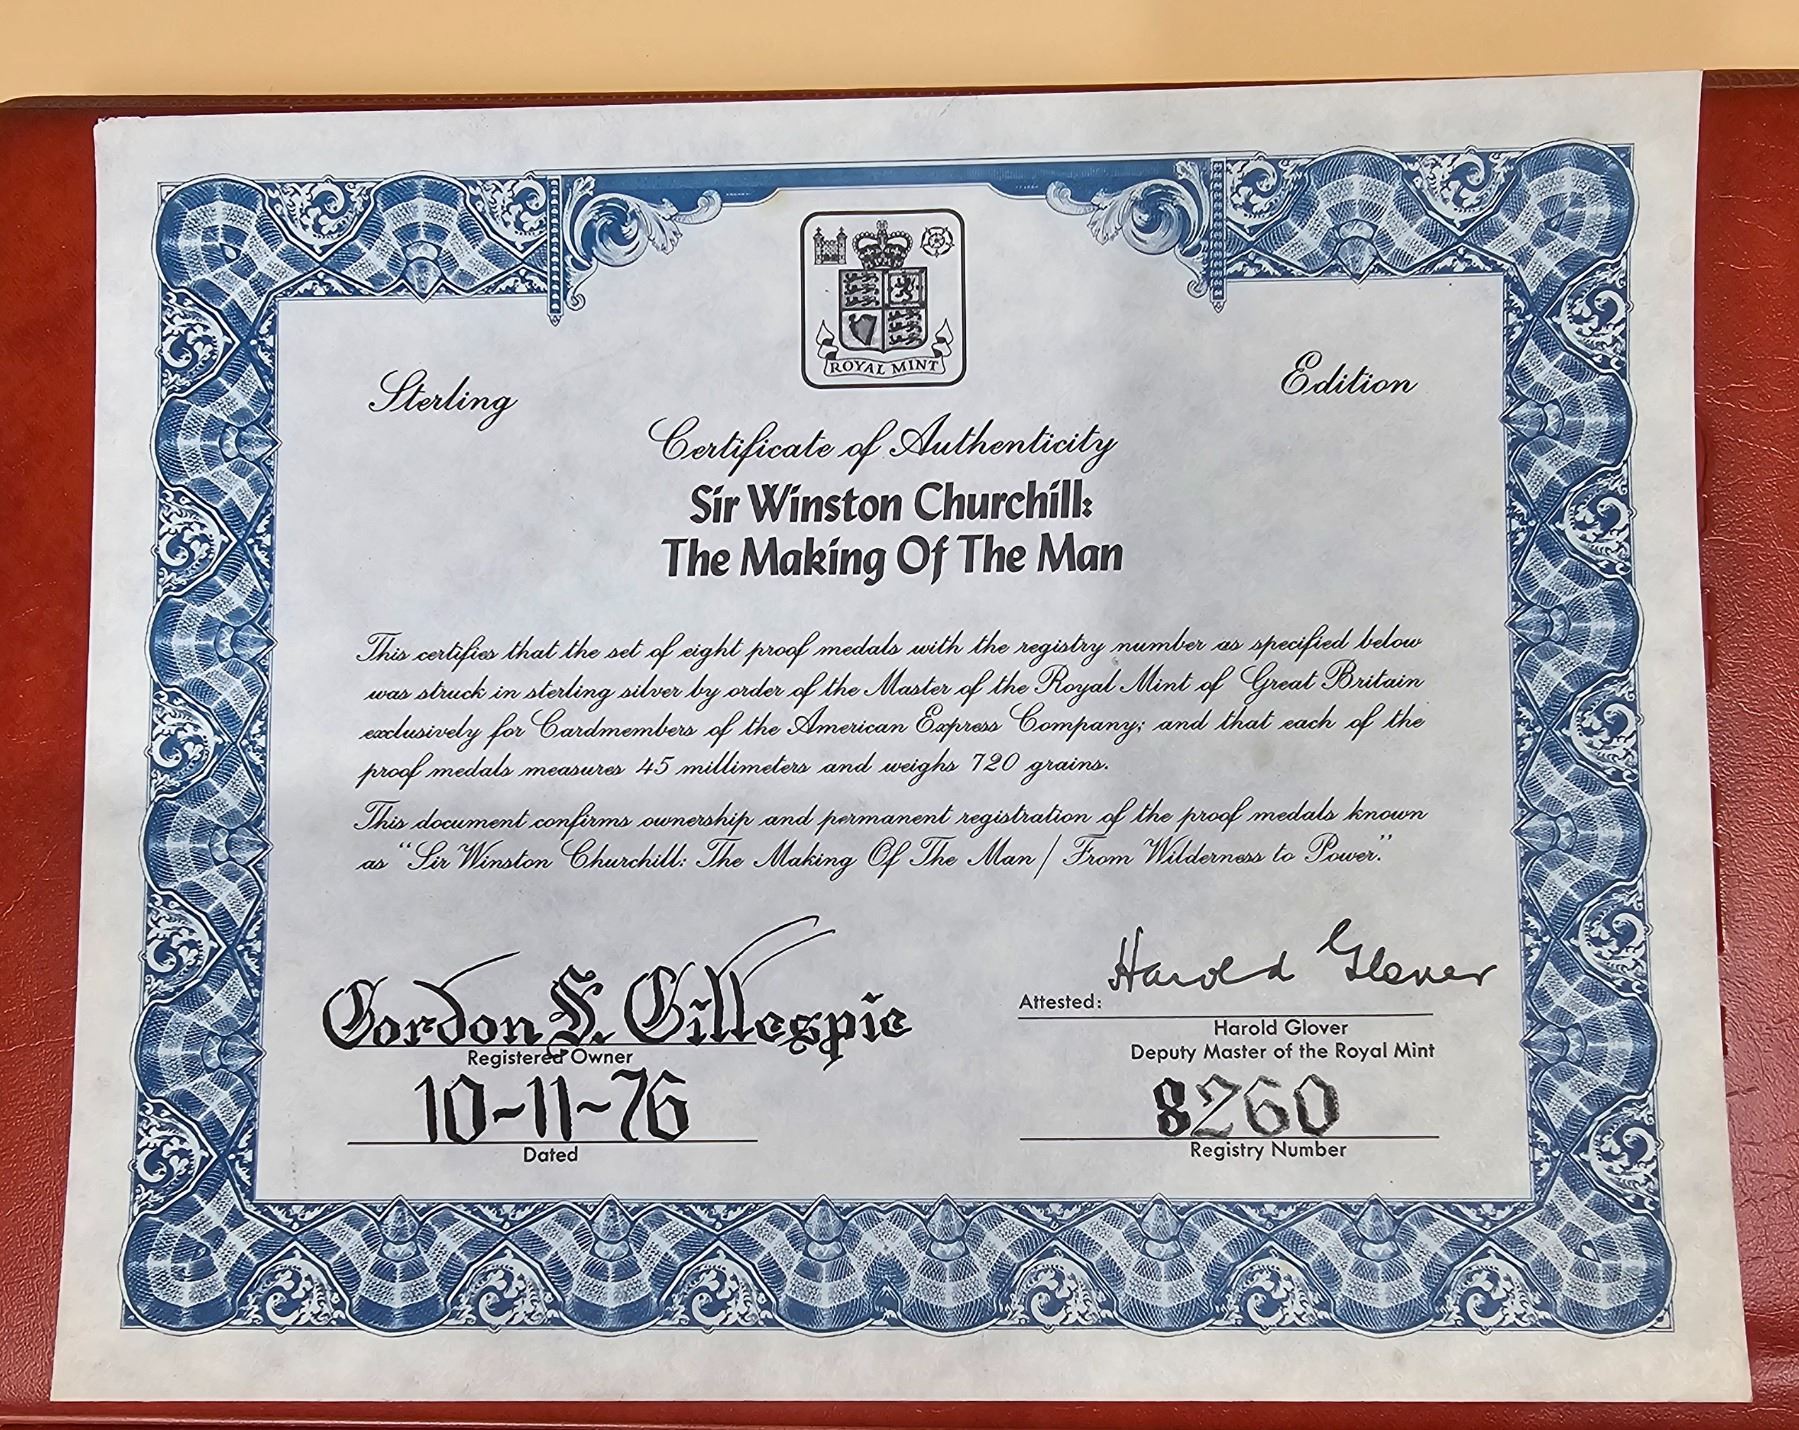 ROYAL MINT
Sterling Edition
Certificate of Authenticity
Sir Winston Churchill:
The Making Of The Man
This certifies that the set of eight proof medals with the registry number as specified below
was struck in sterling silver by order of the Master of the Royal Mint of Great Britain
exclusively for Cardmembers of the American Express Company; and that each of the
proof medals measures 45 millimeters and weighs 720 grains.
This document confirms ownership and permanent registration of the proof medals known
as "Sir Winston Churchill: The Making Of The Man / From Wilderness to Power."
Gordon F. Gillespie
Registered Owner
Attested: Harold Glover
Harold Glover
Deputy Master of the Royal Mint
10-11-76
Dated
8260
Registry Number